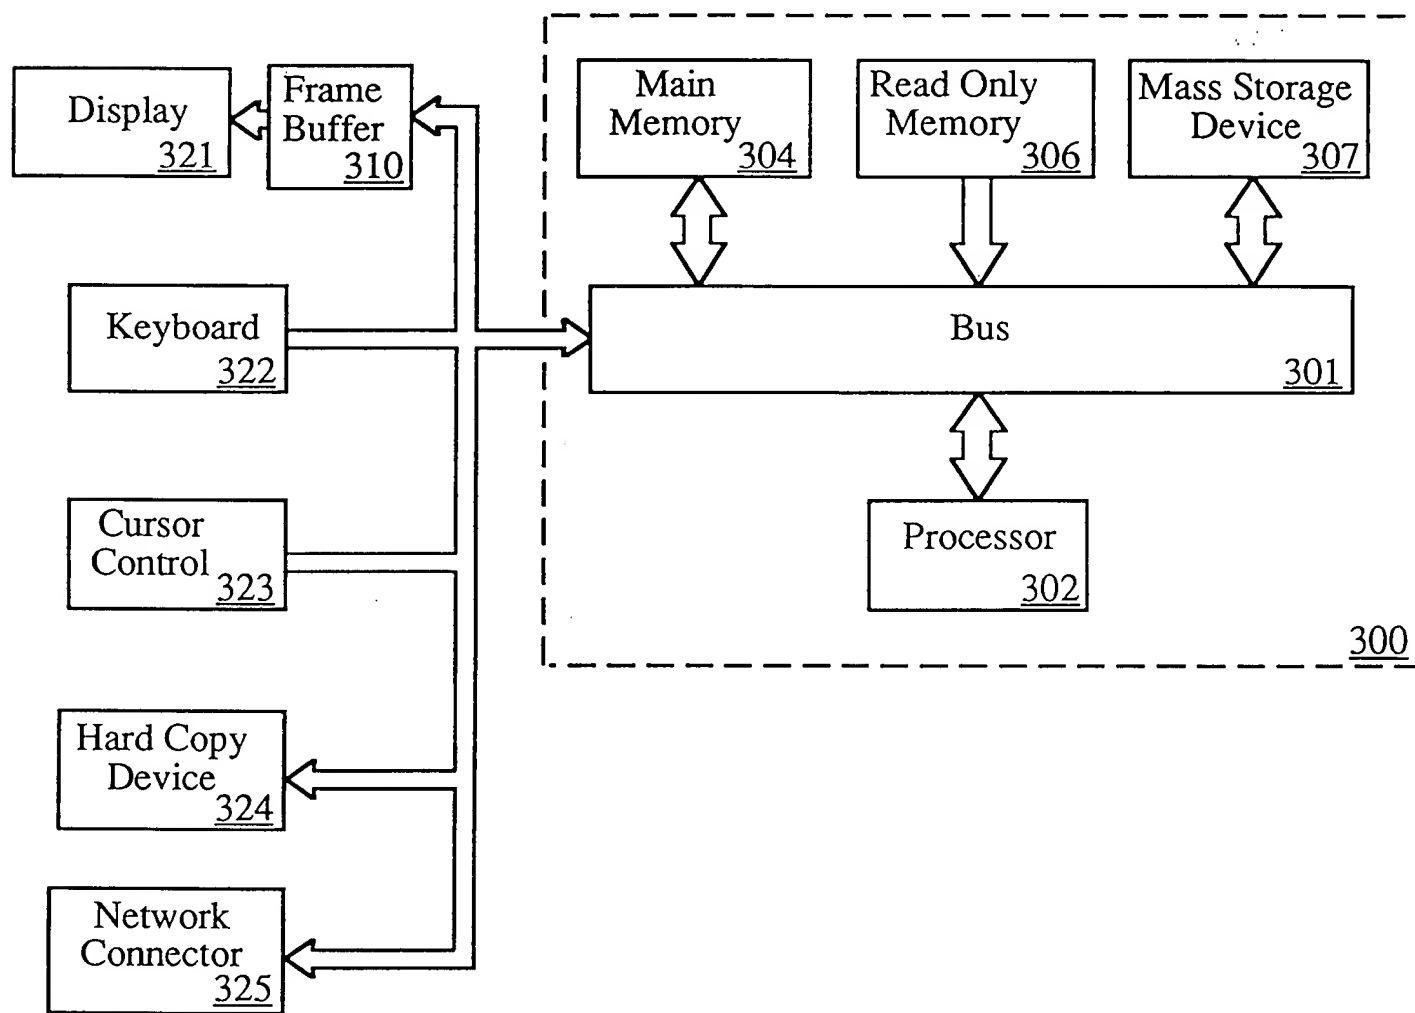 Display
321
Frame
Buffer
310
Main
Memory
304
Read Only
Memory
306
Mass Storage
Device
307
Keyboard
322
Bus
301
Cursor
Control
323
Processor
302
300
Hard Copy
Device
324
Network
Connector
325